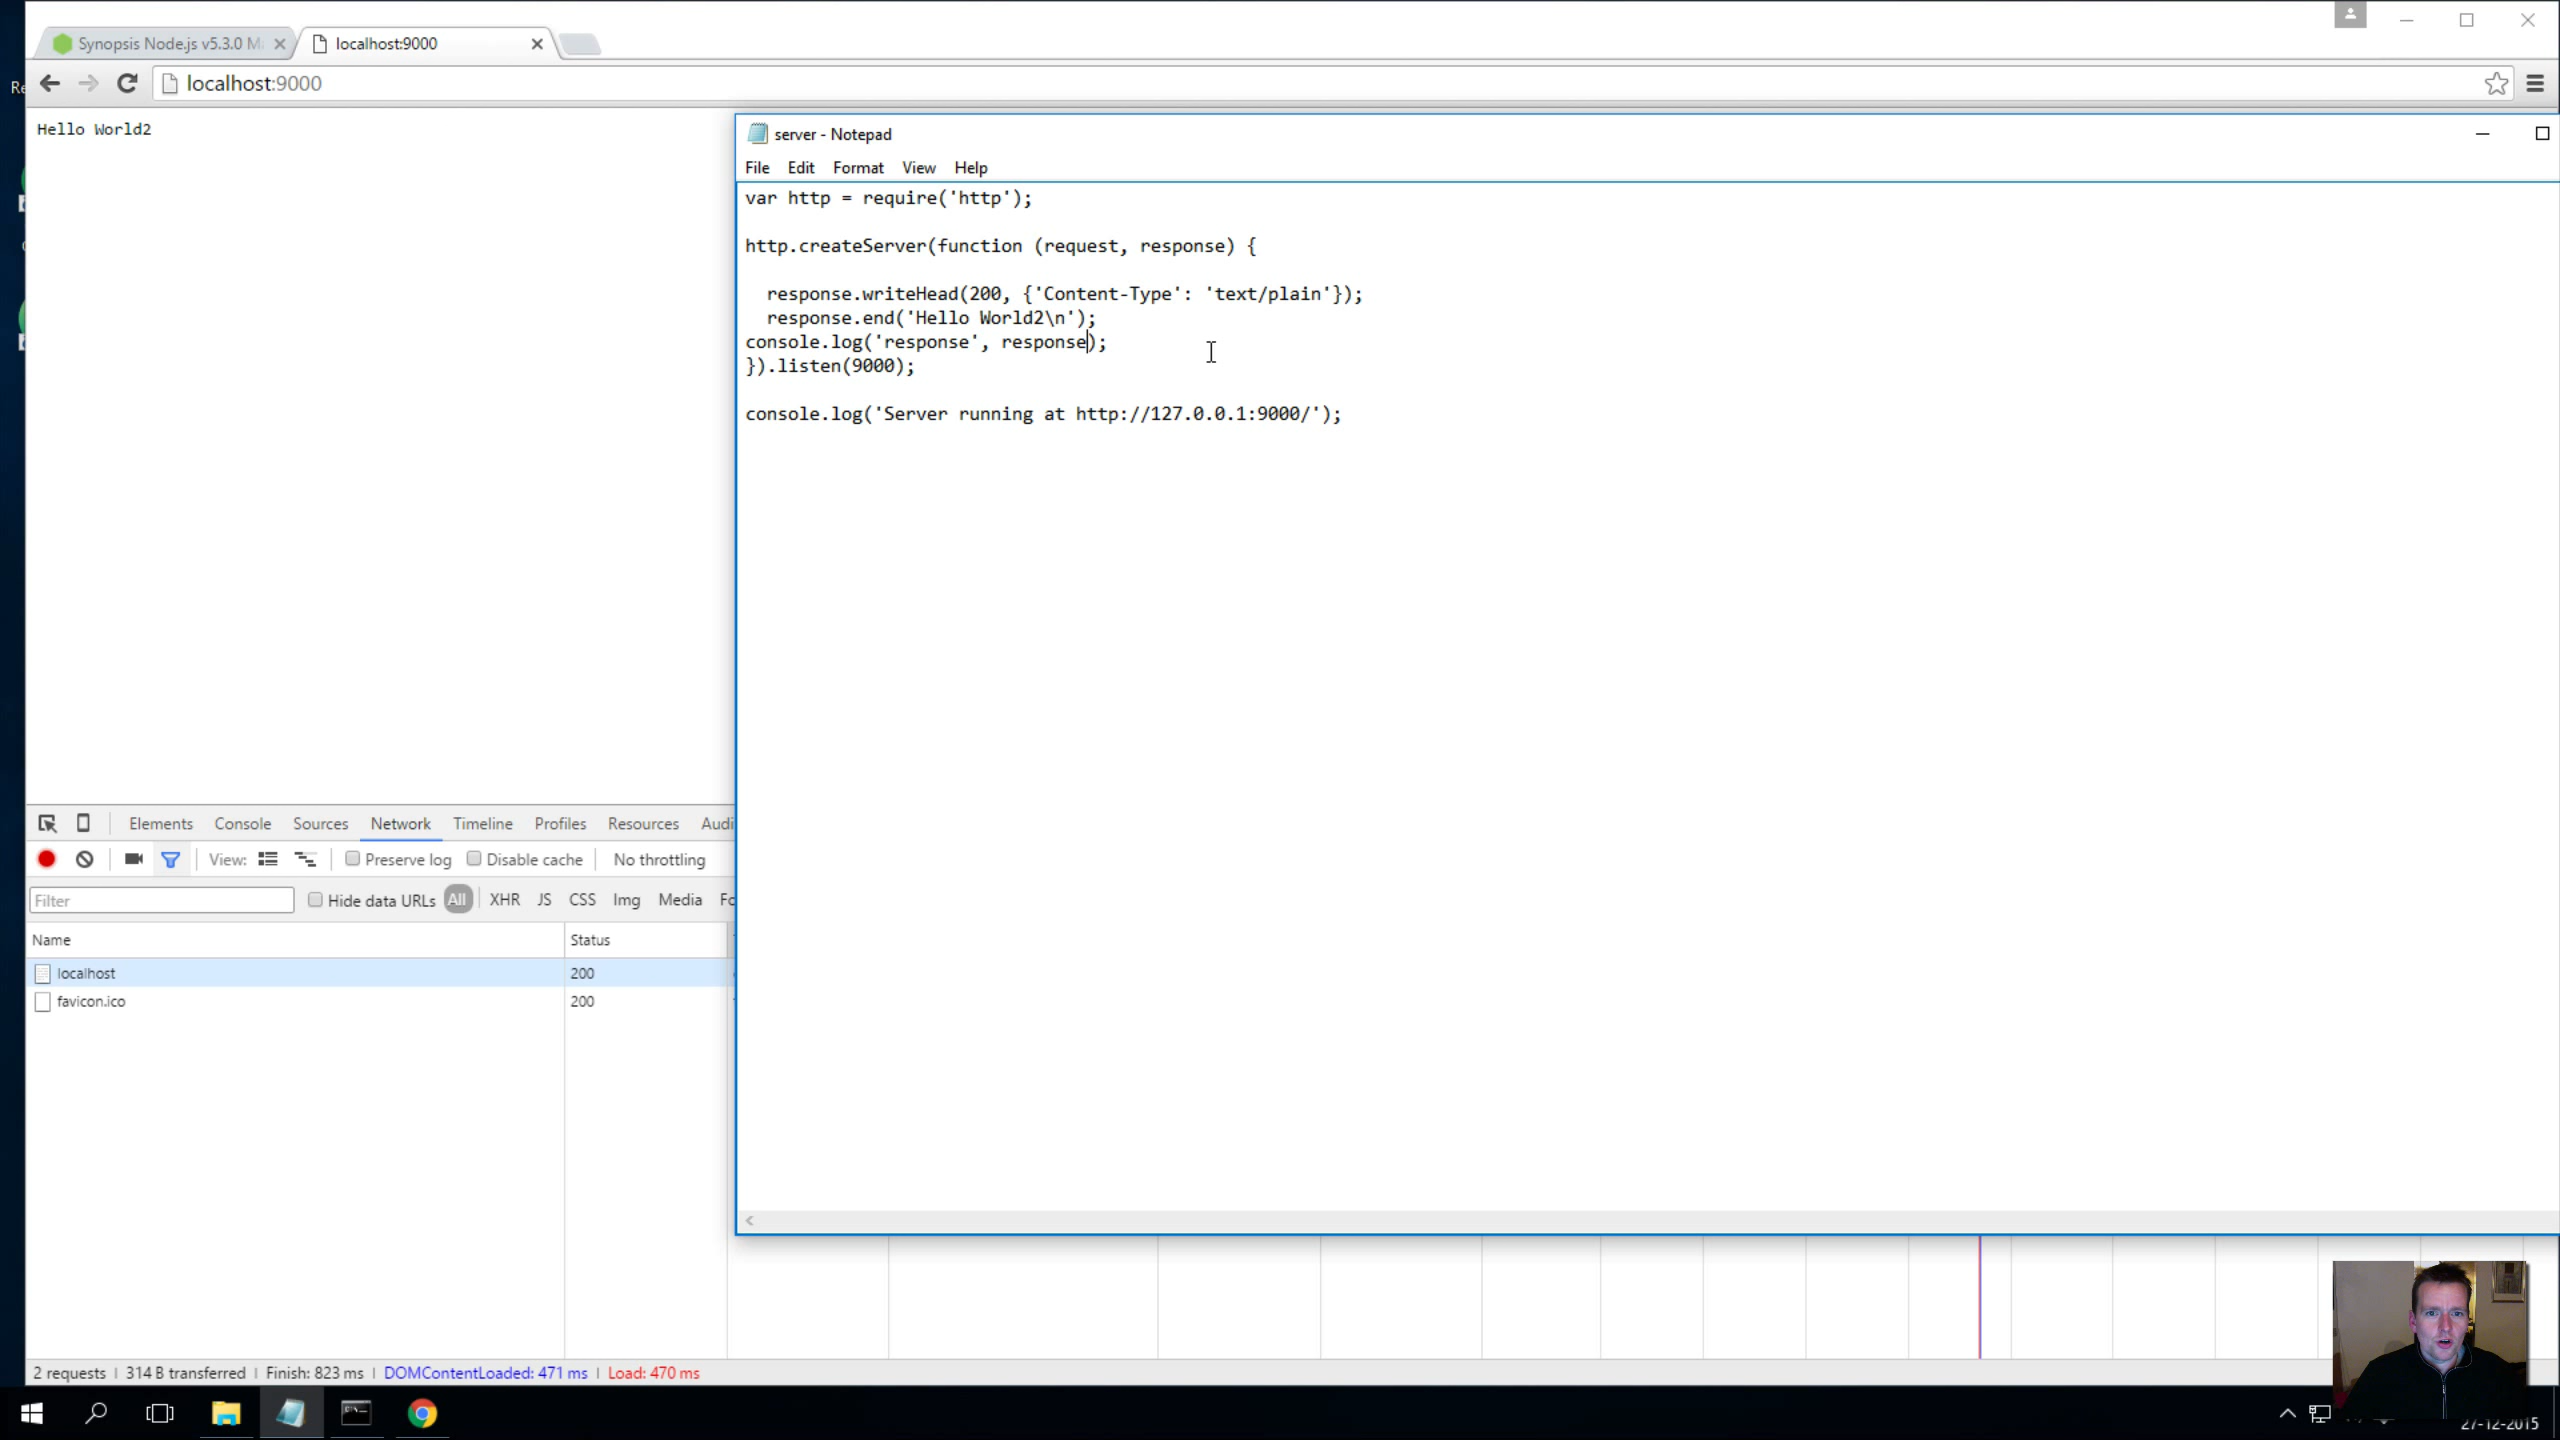 Synopsis Node.js v5.3.0 M
localhost:9000
localhost:9000
Re
Hello World2
server - Notepad
File Edit Format View Help
var http = require('http');
http.createServer(function (request, response) {
response.writeHead(200, {'Content-Type': 'text/plain'});
response.end('Hello World2\n');
console.log('response', response);
}).listen(9000);
console.log('Server running at http://127.0.0.1:9000/');
Elements Console Sources Network Timeline Profiles Resources Audi
View: Preserve log Disable cache No throttling
Filter Hide data URLs All XHR JS CSS Img Media Fo
Name Status
localhost 200
favicon.ico 200
2 requests | 314 B transferred | Finish: 823 ms | DOMContentLoaded: 471 ms | Load: 470 ms
27-12-2015